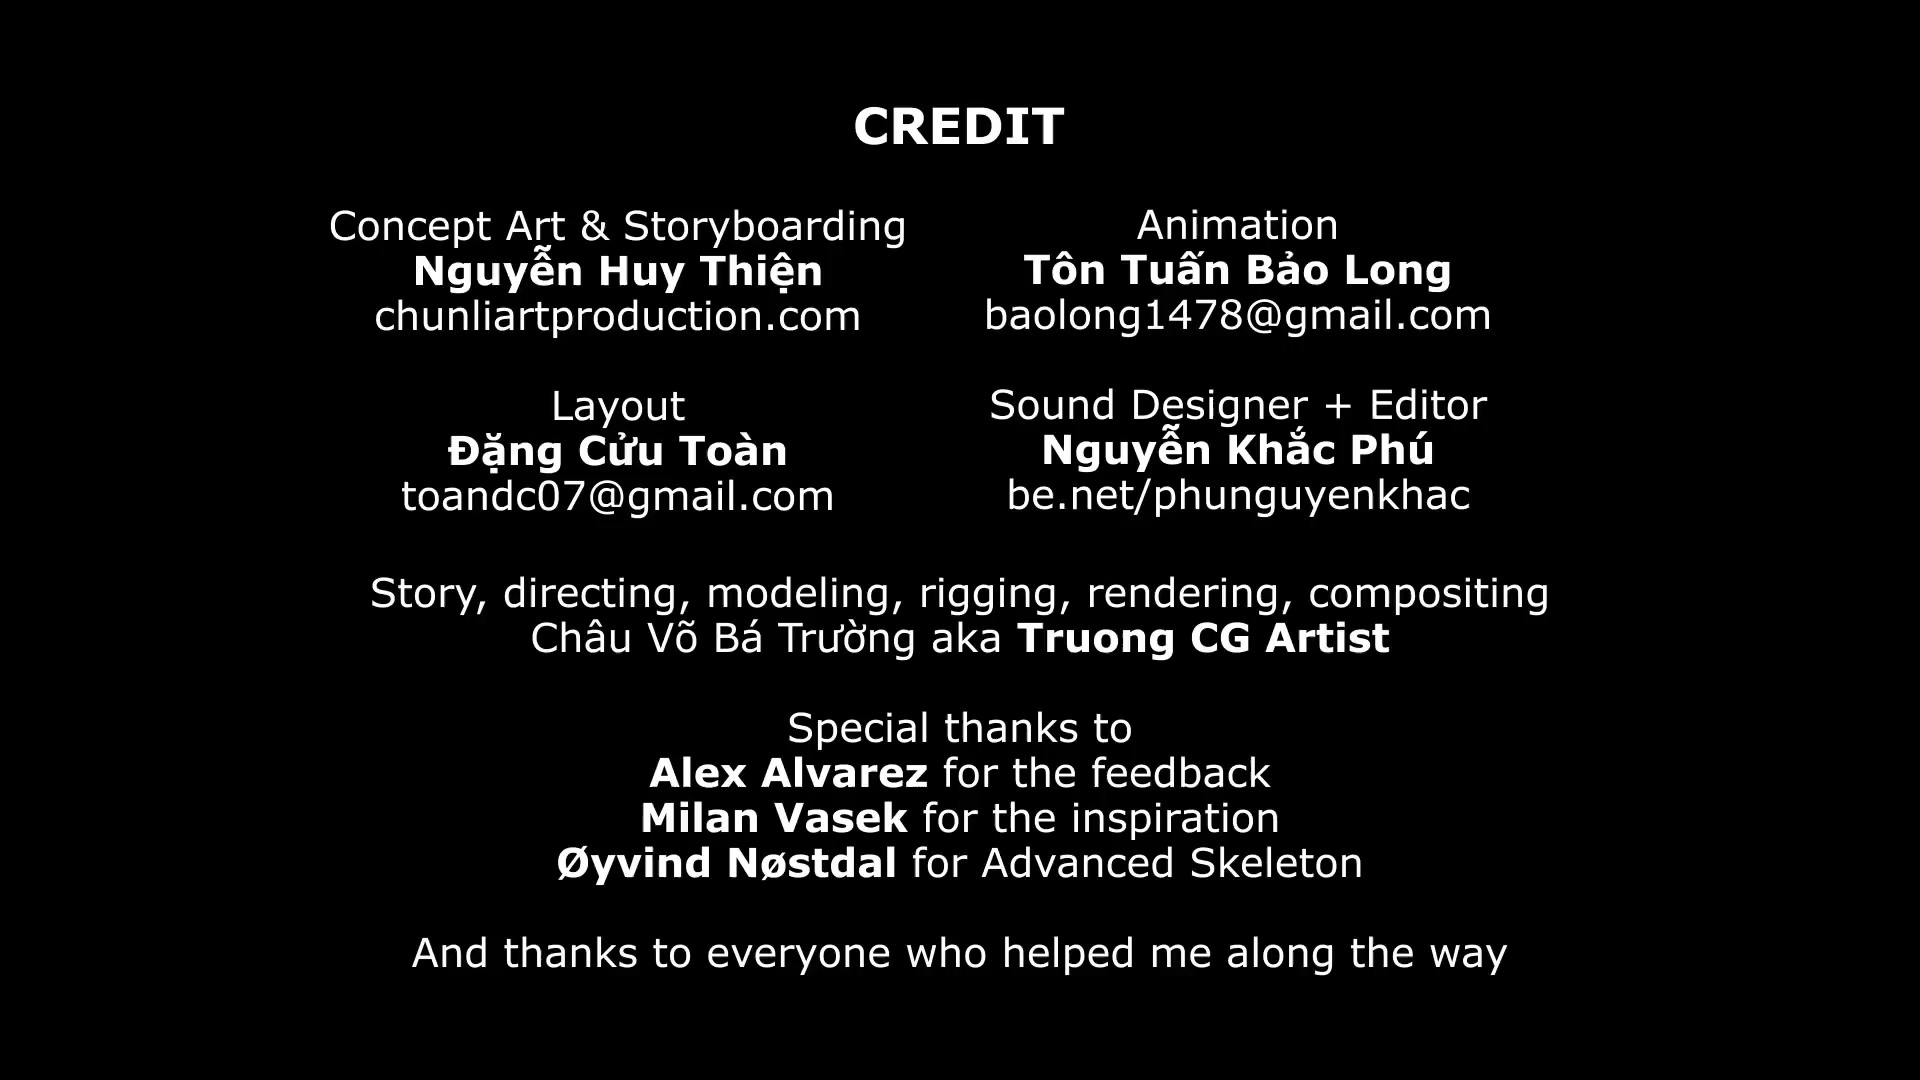 CREDIT
Concept Art & Storyboarding
Nguyễn Huy Thiện
chunliartproduction.com
Animation
Tôn Tuấn Bảo Long
baolong1478@gmail.com
Layout
Đặng Cửu Toàn
toandc07@gmail.com
Sound Designer + Editor
Nguyễn Khắc Phú
be.net/phunguyenkhac
Story, directing, modeling, rigging, rendering, compositing
Châu Võ Bá Trường aka Truong CG Artist
Special thanks to
Alex Alvarez for the feedback
Milan Vasek for the inspiration
Øyvind Nøstdal for Advanced Skeleton
And thanks to everyone who helped me along the way